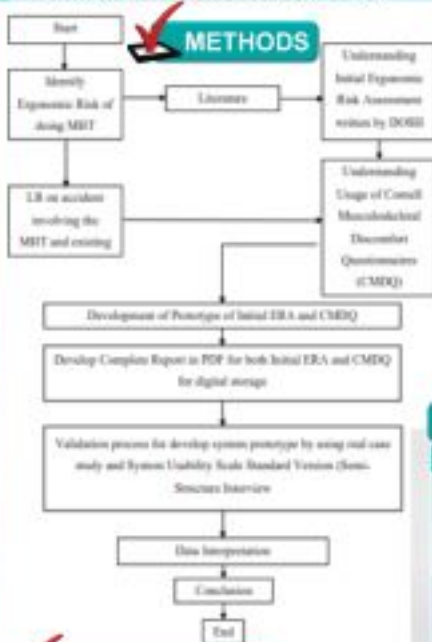 METHODS
Start
Identify
Ergonomic Risk of
doing MHT
Literature
Understanding
Initial Ergonomic
Risk Assessment
written by DOSH
LR on accident
involving the
MHT and existing
Understanding
Usage of Cornell
Musculoskeletal
Discomfort
Questionnaires
(CMDQ)
Development of Prototype of Initial ERA and CMDQ
Develop Complete Report in PDF for both Initial ERA and CMDQ
for digital storage
Validation process for develop system prototype by using real case
study and System Usability Scale Standard Version (Semi-
Structure Interview
Data Interpretation
Conclusion
End